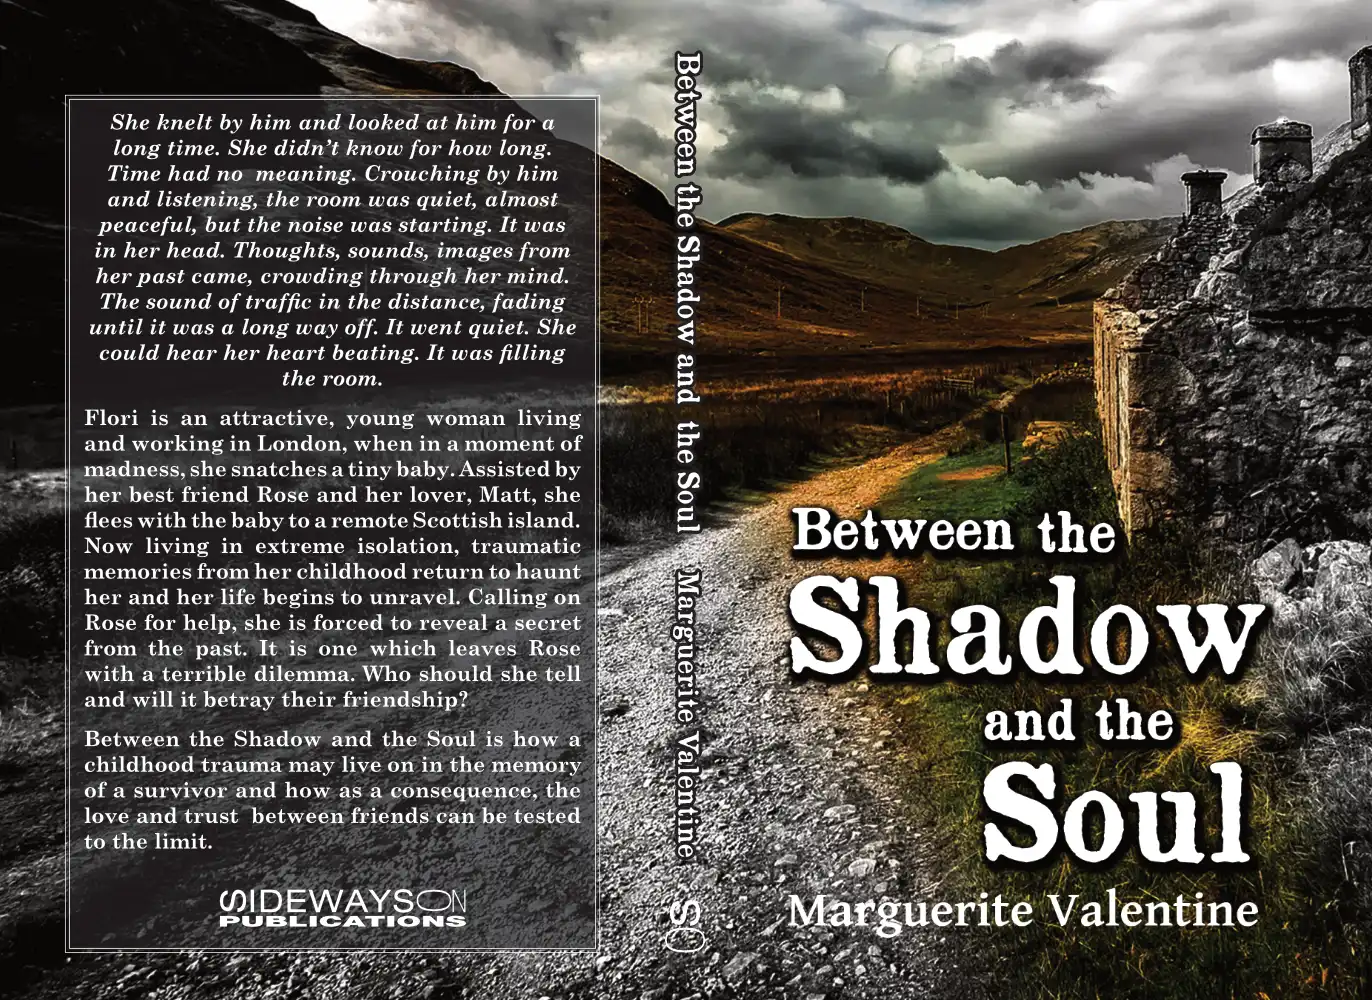 She knelt by him and looked at him for a
long time. She didn’t know for how long.
Time had no  meaning. Crouching by him
and listening, the room was quiet, almost
peaceful, but the noise was starting. It was
in her head. Thoughts, sounds, images from
her past came, crowding through her mind.
The sound of traffic in the distance, fading
until it was a long way off. It went quiet. She
could hear her heart beating. It was filling
the room.
Flori is an attractive, young woman living
and working in London, when in a moment of
madness, she snatches a tiny baby. Assisted by
her best friend Rose and her lover, Matt, she
flees with the baby to a remote Scottish island.
Now living in extreme isolation, traumatic
memories from her childhood return to haunt
her and her life begins to unravel. Calling on
Rose for help, she is forced to reveal a secret
from the past. It is one which leaves Rose
with a terrible dilemma. Who should she tell
and will it betray their friendship?
Between the Shadow and the Soul is how a
childhood trauma may live on in the memory
of a survivor and how as a consequence, the
love and trust  between friends can be tested
to the limit.
SIDEWAYSON
PUBLICATIONS
Between the Shadow and the Soul Marguerite Valentine SO
Between the
Shadow
and the
Soul
Marguerite Valentine